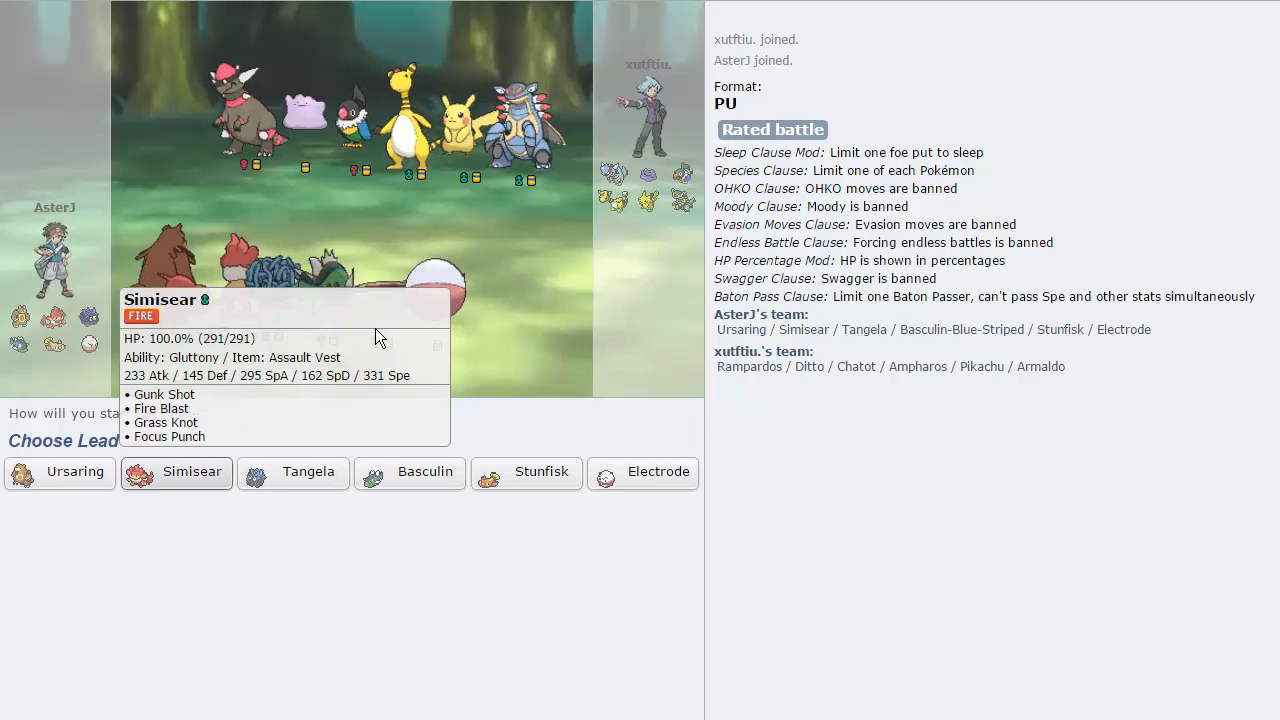 xutftiu.
AsterJ
Simisear
FIRE
HP: 100.0% (291/291)
Ability: Gluttony / Item: Assault Vest
233 Atk / 145 Def / 295 SpA / 162 SpD / 331 Spe
• Gunk Shot
• Fire Blast
• Grass Knot
• Focus Punch
How will you sta
Choose Lead
Ursaring
Simisear
Tangela
Basculin
Stunfisk
Electrode
xutftiu. joined.
AsterJ joined.
Format:
PU
Rated battle
Sleep Clause Mod: Limit one foe put to sleep
Species Clause: Limit one of each Pokémon
OHKO Clause: OHKO moves are banned
Moody Clause: Moody is banned
Evasion Moves Clause: Evasion moves are banned
Endless Battle Clause: Forcing endless battles is banned
HP Percentage Mod: HP is shown in percentages
Swagger Clause: Swagger is banned
Baton Pass Clause: Limit one Baton Passer, can't pass Spe and other stats simultaneously
AsterJ's team:
Ursaring / Simisear / Tangela / Basculin-Blue-Striped / Stunfisk / Electrode
xutftiu.'s team:
Rampardos / Ditto / Chatot / Ampharos / Pikachu / Armaldo